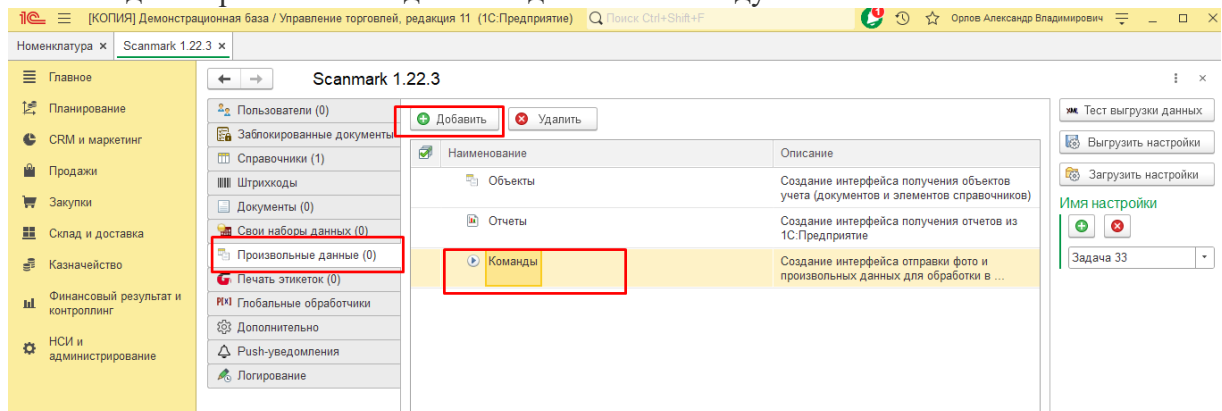 [КОПИЯ] Демонстрационная база / Управление торговлей, редакция 11 (1С:Предприятие)
Поиск Ctrl+Shift+F
Орлов Александр Владимирович
Номенклатура ×
Scanmark 1.22.3 ×
Главное
Планирование
CRM и маркетинг
Продажи
Закупки
Склад и доставка
Казначейство
Финансовый результат и
контроллинг
НСИ и
администрирование
Scanmark 1.22.3
Пользователи (0)
Заблокированные документы
Справочники (1)
Штрихкоды
Документы (0)
Свои наборы данных (0)
Произвольные данные (0)
Печать этикеток (0)
Глобальные обработчики
Дополнительно
Push-уведомления
Логирование
Добавить
Удалить
Наименование
Описание
Объекты
Создание интерфейса получения объектов
учета (документов и элементов справочников)
Отчеты
Создание интерфейса получения отчетов из
1С:Предприятие
Команды
Создание интерфейса отправки фото и
произвольных данных для обработки в ...
XML Тест выгрузки данных
Выгрузить настройки
Загрузить настройки
Имя настройки
Задача 33